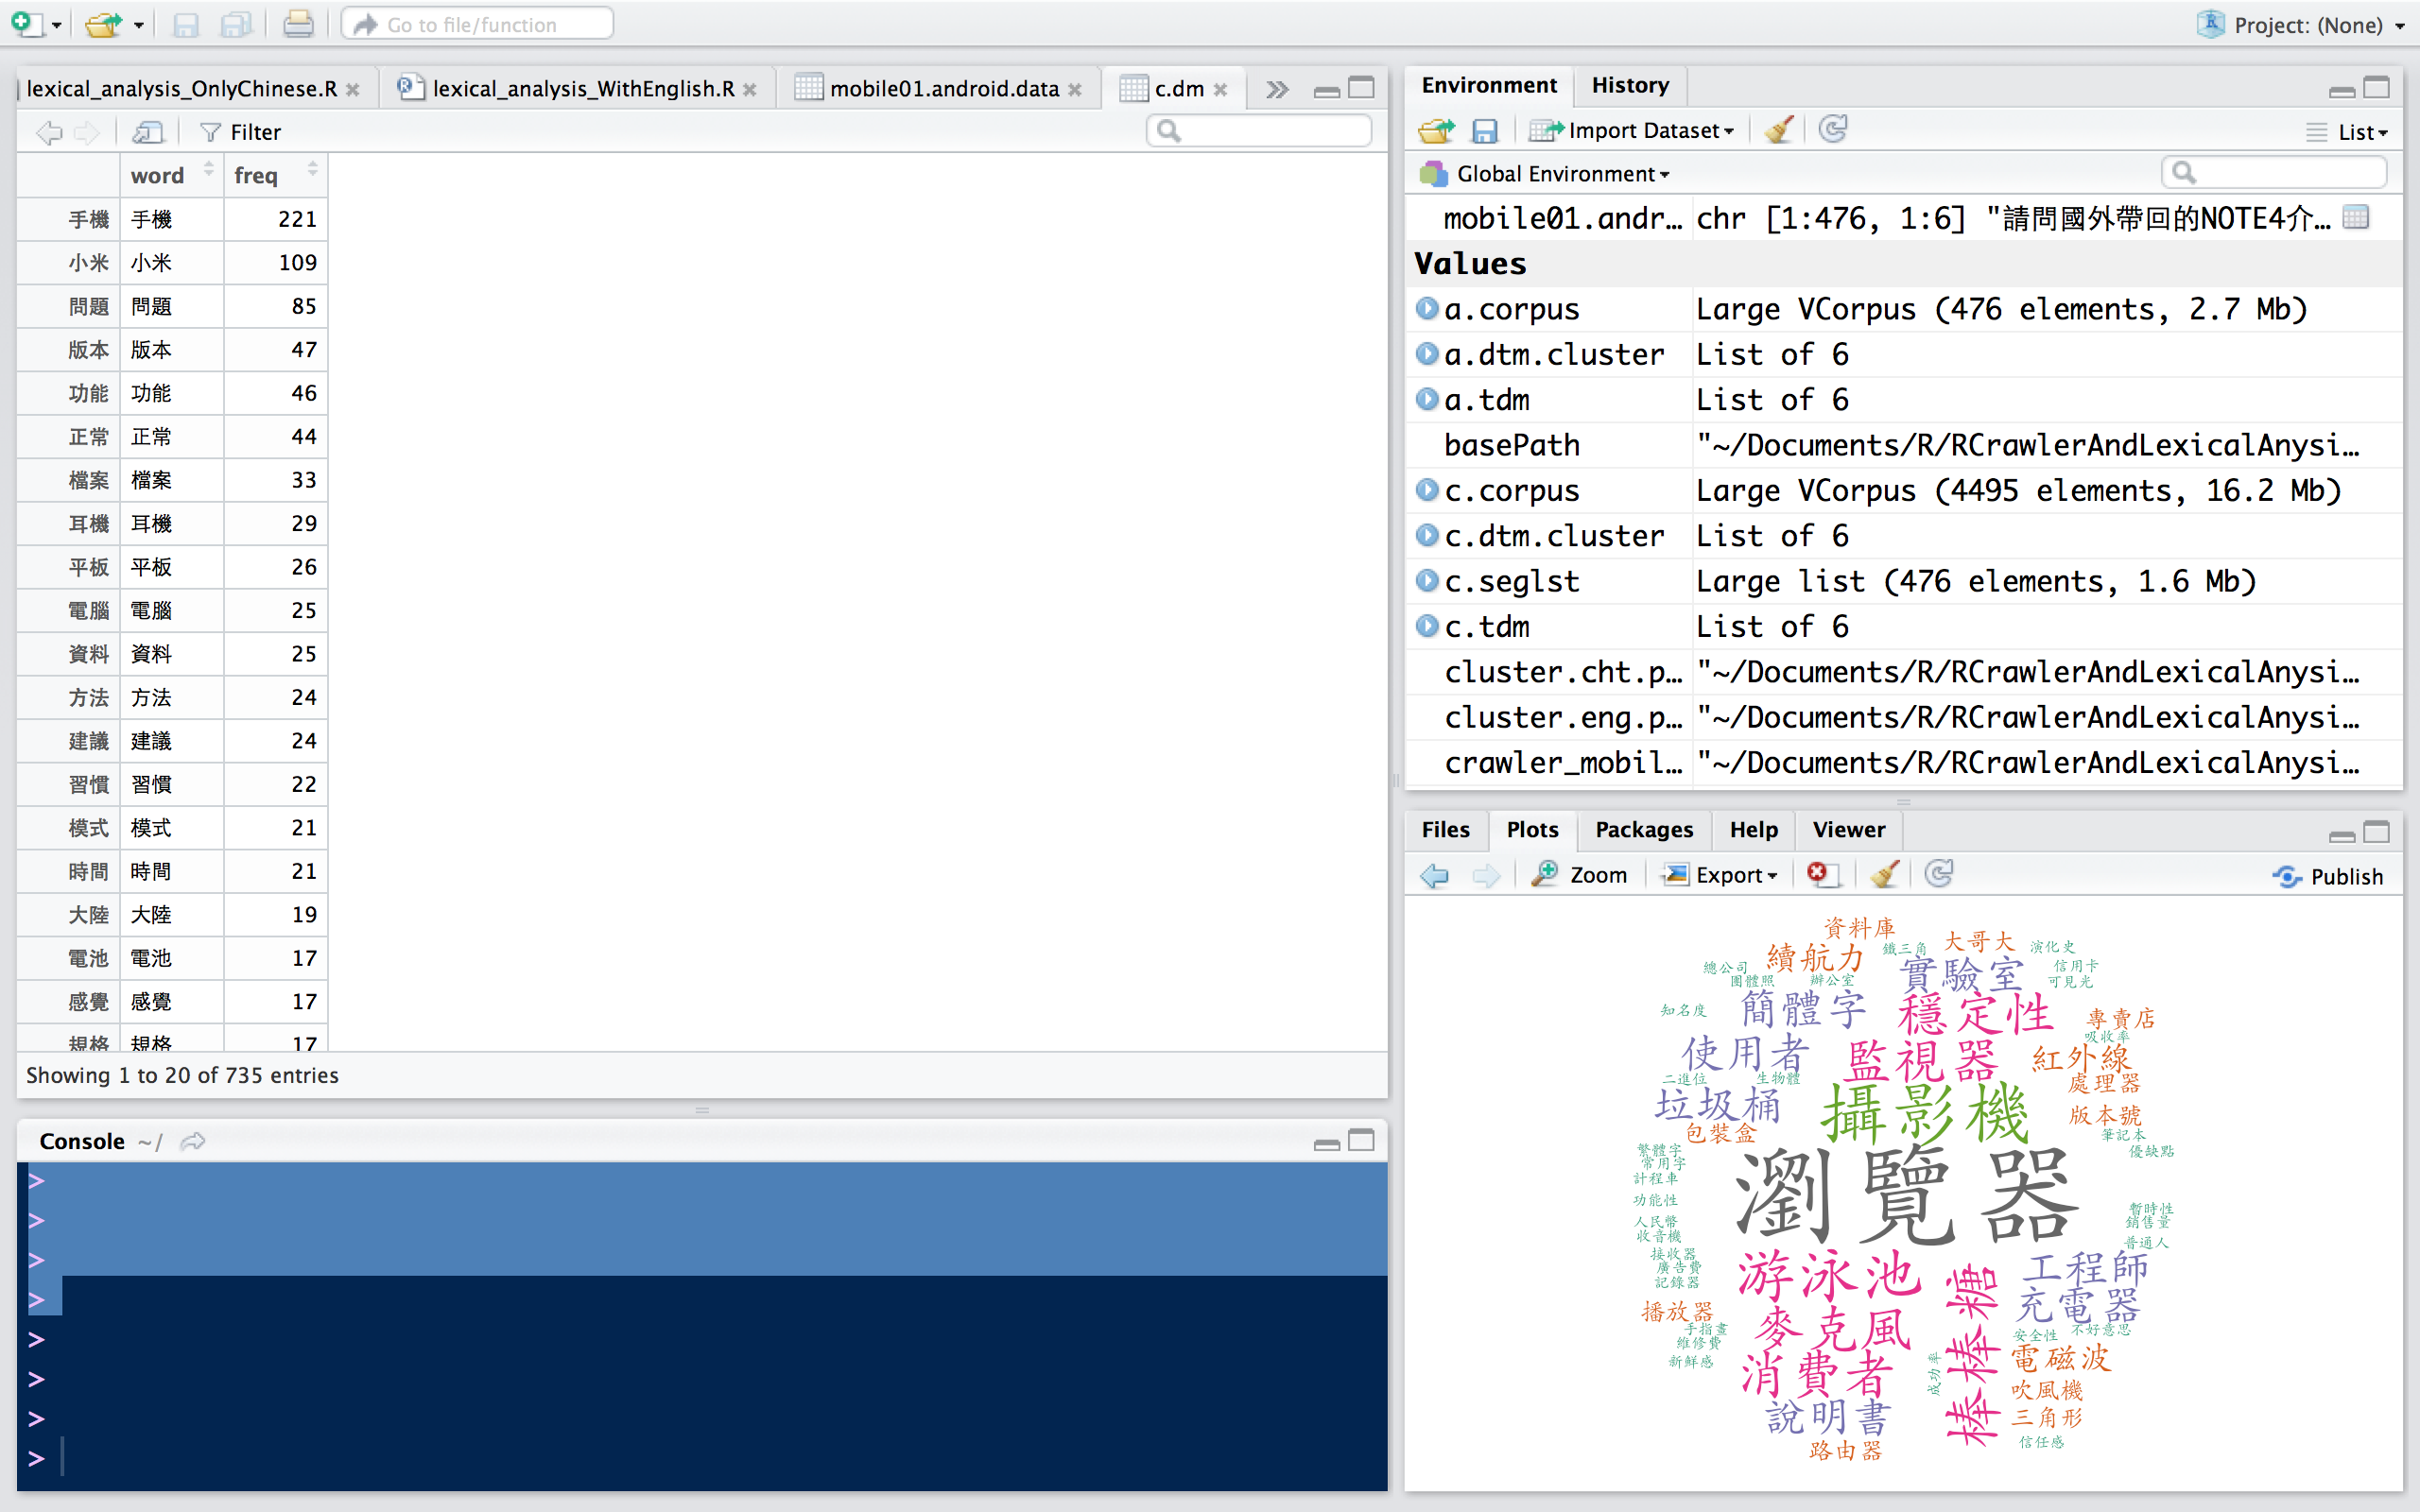 Go to file/function
Project: (None)
lexical_analysis_OnlyChinese.R
lexical_analysis_WithEnglish.R
mobile01.android.data
c.dm
Filter
word freq
手機 手機 221
小米 小米 109
問題 問題 85
版本 版本 47
功能 功能 46
正常 正常 44
檔案 檔案 33
耳機 耳機 29
平板 平板 26
電腦 電腦 25
資料 資料 25
方法 方法 24
建議 建議 24
習慣 習慣 22
模式 模式 21
時間 時間 21
大陸 大陸 19
電池 電池 17
感覺 感覺 17
規格 規格 17
Showing 1 to 20 of 735 entries
Console ~/
>
>
>
>
>
>
>
>
Environment History
Import Dataset List
Global Environment
mobile01.andr… chr [1:476, 1:6] "請問國外帶回的NOTE4介…
Values
a.corpus Large VCorpus (476 elements, 2.7 Mb)
a.dtm.cluster List of 6
a.tdm List of 6
basePath "~/Documents/R/RCrawlerAndLexicalAnysi…
c.corpus Large VCorpus (4495 elements, 16.2 Mb)
c.dtm.cluster List of 6
c.seglst Large list (476 elements, 1.6 Mb)
c.tdm List of 6
cluster.cht.p… "~/Documents/R/RCrawlerAndLexicalAnysi…
cluster.eng.p… "~/Documents/R/RCrawlerAndLexicalAnysi…
crawler_mobil… "~/Documents/R/RCrawlerAndLexicalAnysi…
Files Plots Packages Help Viewer
Zoom Export Publish
資料庫
續航力
鐵三角
大哥大
演化史
總公司
團體照
辦公室
實驗室
信用卡
可見光
知名度
簡體字
穩定性
專賣店
吸收率
使用者
監視器
紅外線
二進位
生物體
處理器
垃圾桶
攝影機
版本號
包裝盒
筆記本
優缺點
繁體字
常用字
計程車
瀏覽器
功能性
人民幣
收音機
暫時性
銷售量
普通人
接收器
廣告費
記錄器
游泳池
棒棒糖
工程師
充電器
播放器
手指畫
維修費
新鮮感
麥克風
安全性
不好意思
消費者
成功率
電磁波
吹風機
說明書
三角形
信任感
路由器